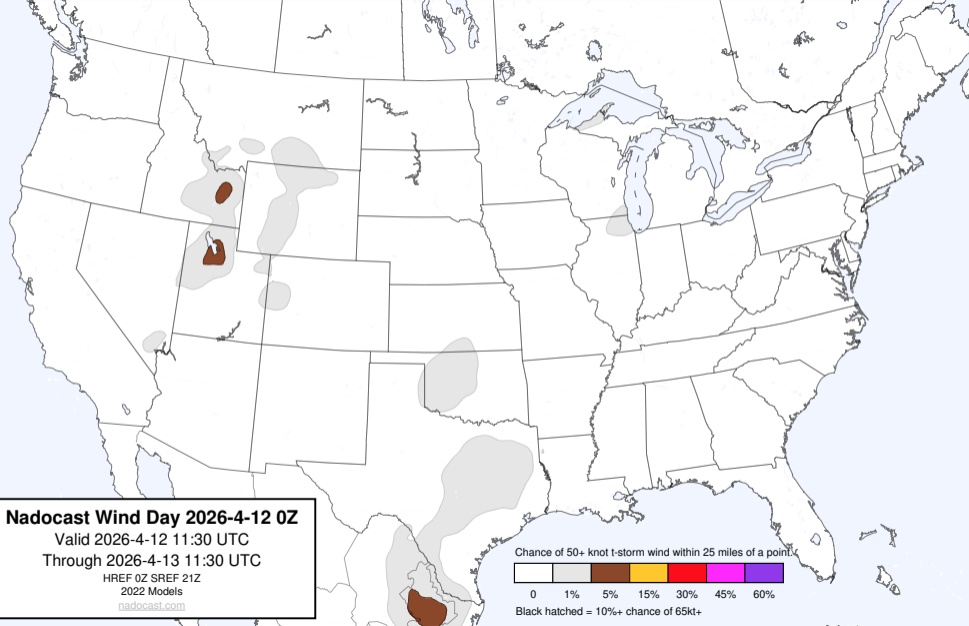 Nadocast Wind Day 2026-4-12 0Z
Valid 2026-4-12 11:30 UTC
Through 2026-4-13 11:30 UTC
HREF 0Z SREF 21Z
2022 Models
nadocast.com
Chance of 50+ knot t-storm wind within 25 miles of a point.
0 1% 5% 15% 30% 45% 60%
Black hatched = 10%+ chance of 65kt+